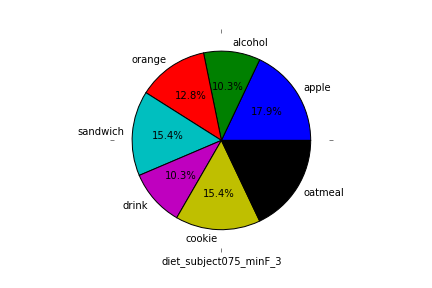 alcohol
orange
apple
10.3%
12.8%
17.9%
sandwich
15.4%
10.3%
drink
15.4%
oatmeal
cookie
diet_subject075_minF_3